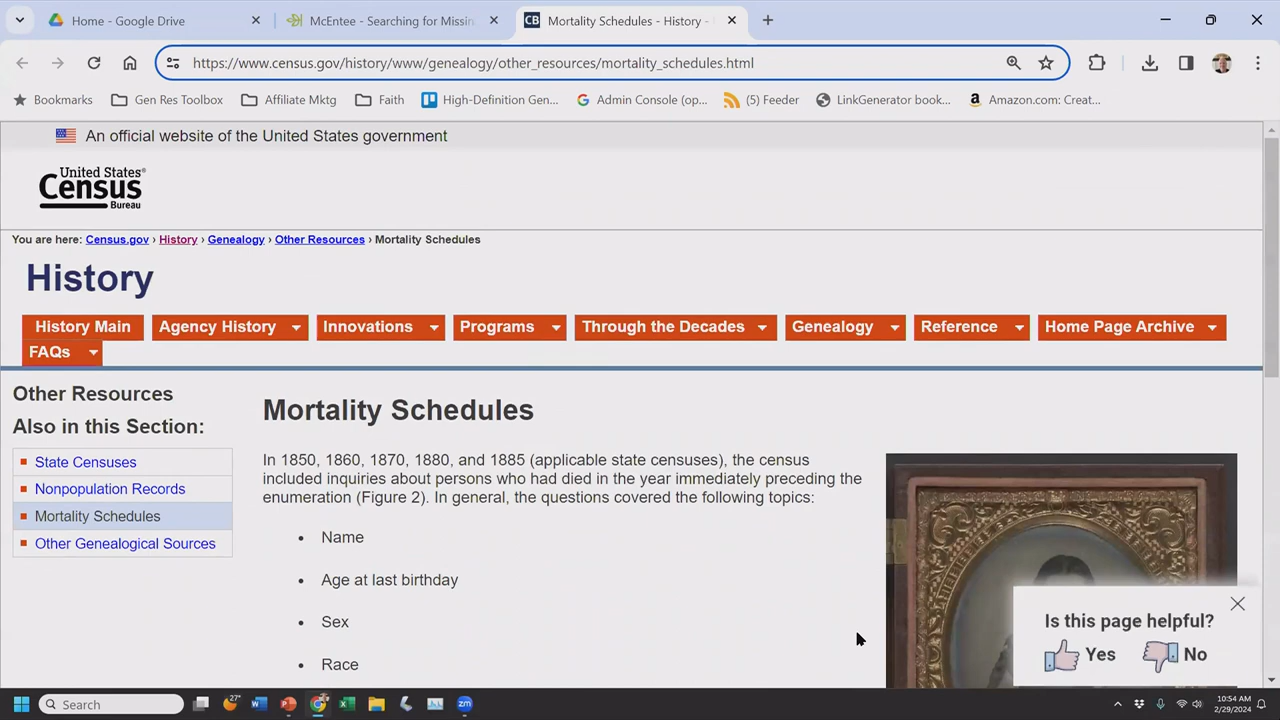 Home - Google Drive
McEntee - Searching for Missin
CB Mortality Schedules - History -
https://www.census.gov/history/www/genealogy/other_resources/mortality_schedules.html
Bookmarks Gen Res Toolbox Affiliate Mktg Faith High-Definition Gen... Admin Console (op... (5) Feeder LinkGenerator book... Amazon.com: Creat...
An official website of the United States government
United States®
Census
Bureau
You are here: Census.gov › History › Genealogy › Other Resources › Mortality Schedules
History
History Main Agency History Innovations Programs Through the Decades Genealogy Reference Home Page Archive
FAQs
Other Resources
Also in this Section:
State Censuses
Nonpopulation Records
Mortality Schedules
Other Genealogical Sources
Mortality Schedules
In 1850, 1860, 1870, 1880, and 1885 (applicable state censuses), the census
included inquiries about persons who had died in the year immediately preceding the
enumeration (Figure 2). In general, the questions covered the following topics:
• Name
• Age at last birthday
• Sex
• Race
Is this page helpful?
Yes No
Search
27°
zm
10:54 AM
2/29/2024